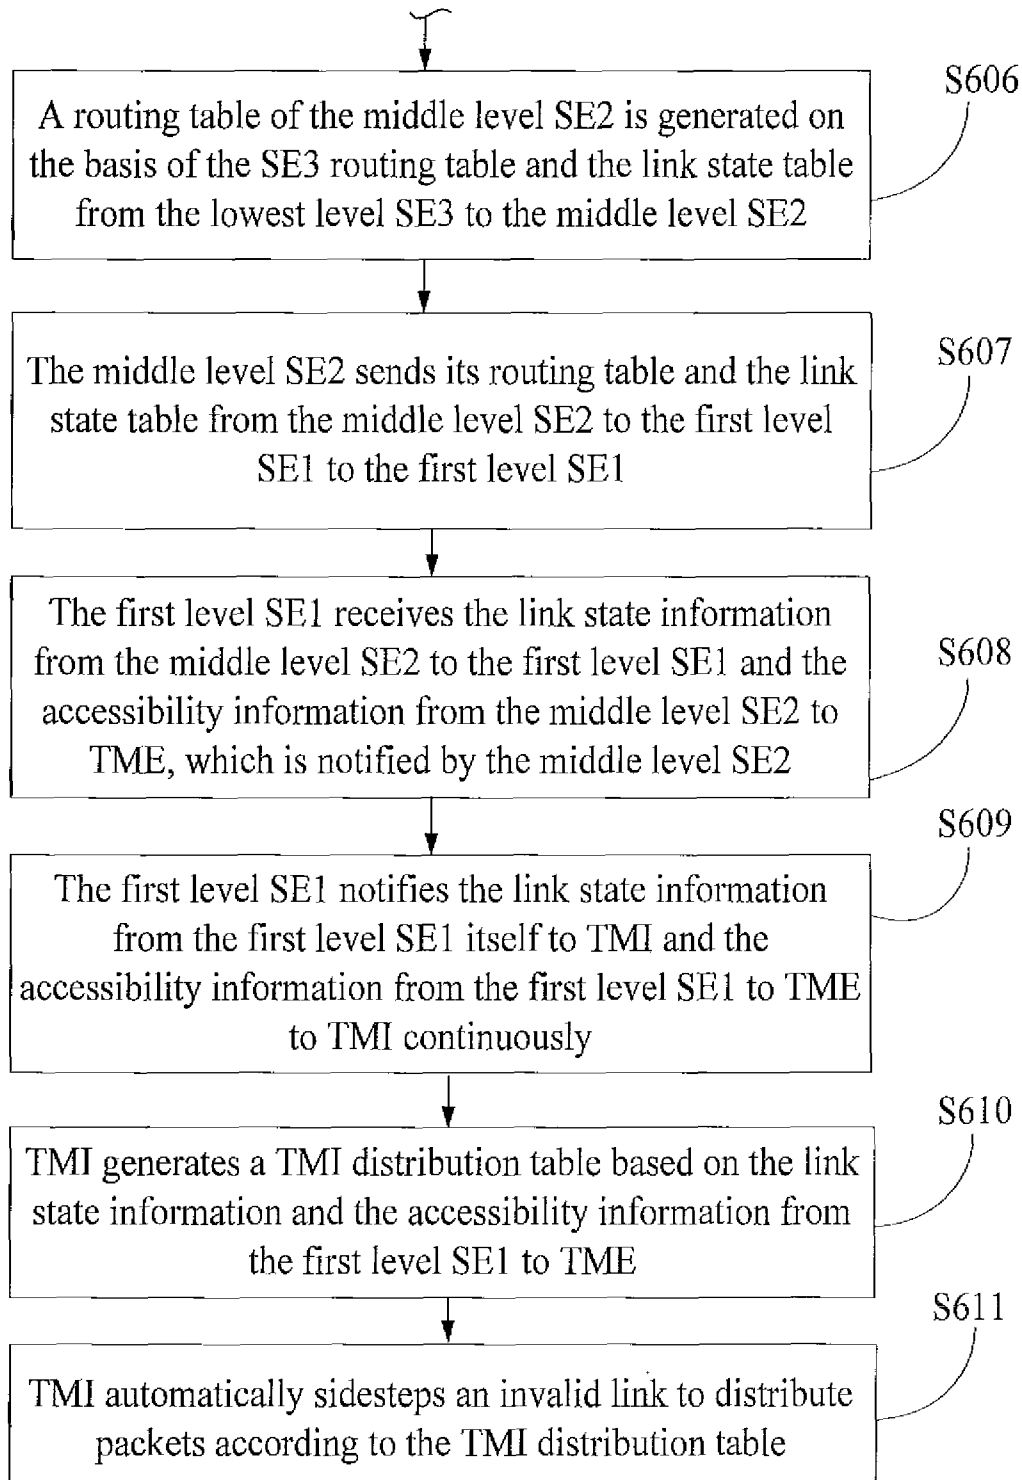 S606
A routing table of the middle level SE2 is generated on
the basis of the SE3 routing table and the link state table
from the lowest level SE3 to the middle level SE2
S607
The middle level SE2 sends its routing table and the link
state table from the middle level SE2 to the first level
SE1 to the first level SE1
S608
The first level SE1 receives the link state information
from the middle level SE2 to the first level SE1 and the
accessibility information from the middle level SE2 to
TME, which is notified by the middle level SE2
S609
The first level SE1 notifies the link state information
from the first level SE1 itself to TMI and the
accessibility information from the first level SE1 to TME
to TMI continuously
S610
TMI generates a TMI distribution table based on the link
state information and the accessibility information from
the first level SE1 to TME
S611
TMI automatically sidesteps an invalid link to distribute
packets according to the TMI distribution table